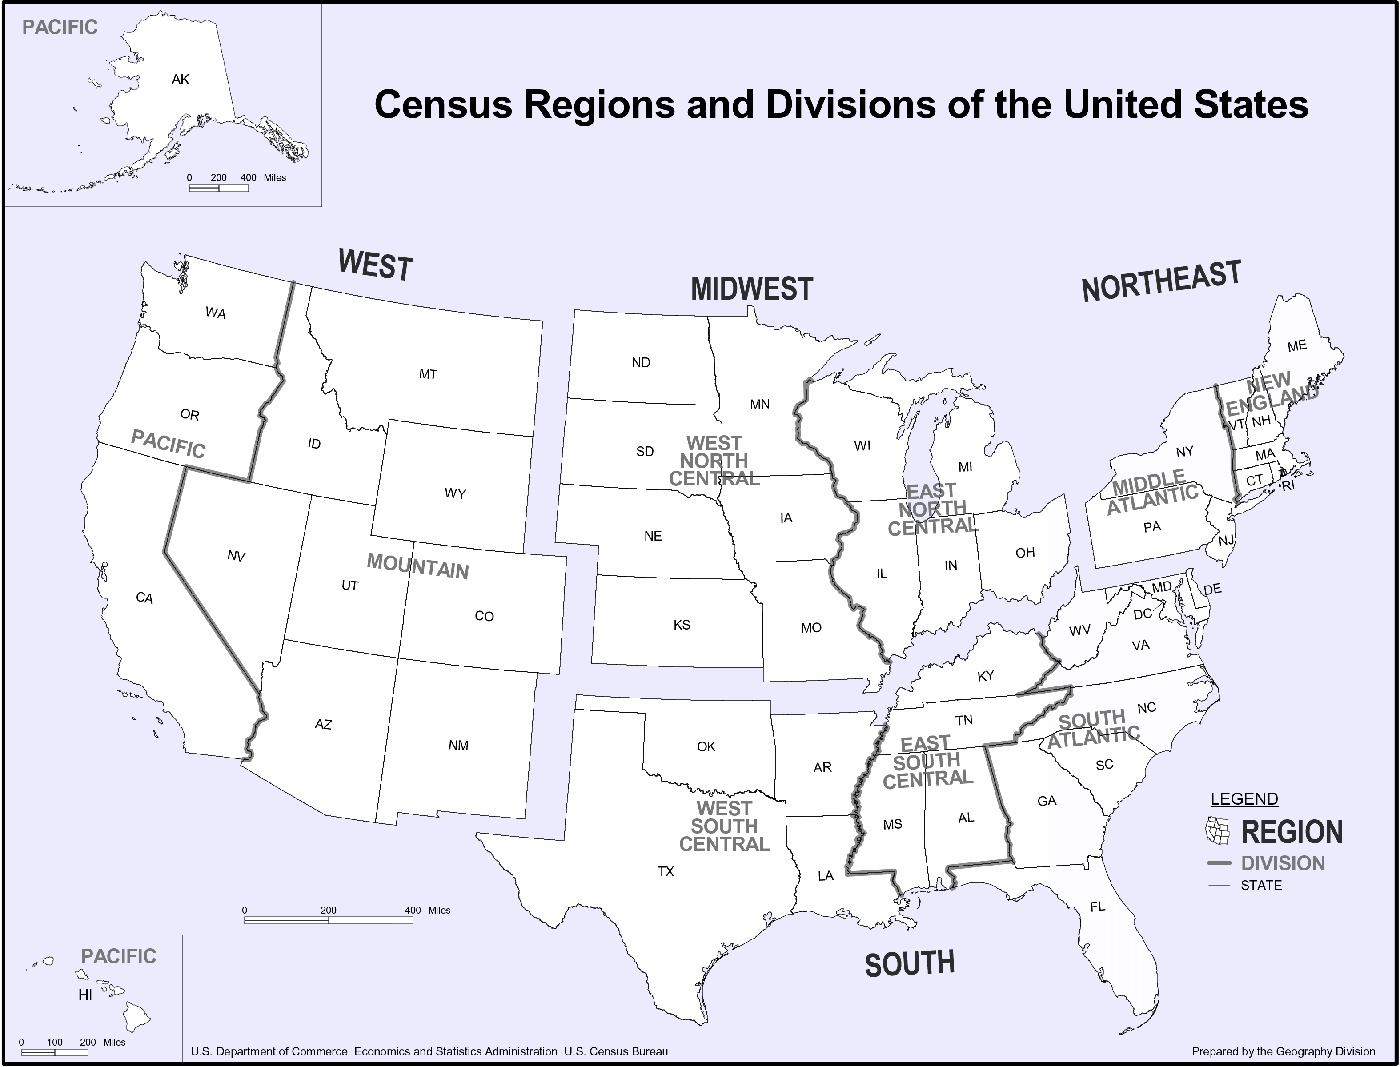 PACIFIC
AK
0 200 400 Miles
Census Regions and Divisions of the United States
WEST
MIDWEST
NORTHEAST
WA
MT
ND
MN
ME
OR
ID
SD
WI
MI
NY
NEW
ENGLAND
VT
NH
MA
CT
RI
PACIFIC
WEST
NORTH
CENTRAL
EAST
NORTH
CENTRAL
MIDDLE
ATLANTIC
WY
IA
PA
NJ
NV
MOUNTAIN
NE
IL
IN
OH
CA
UT
CO
KS
MO
WV
MD
DE
DC
VA
KY
AZ
NM
OK
AR
TN
NC
SOUTH
ATLANTIC
SC
EAST
SOUTH
CENTRAL
WEST
SOUTH
CENTRAL
TX
LA
MS
AL
GA
FL
LEGEND
REGION
DIVISION
STATE
0 200 400 Miles
SOUTH
PACIFIC
HI
0 100 200 Miles
U.S. Department of Commerce Economics and Statistics Administration U.S. Census Bureau
Prepared by the Geography Division